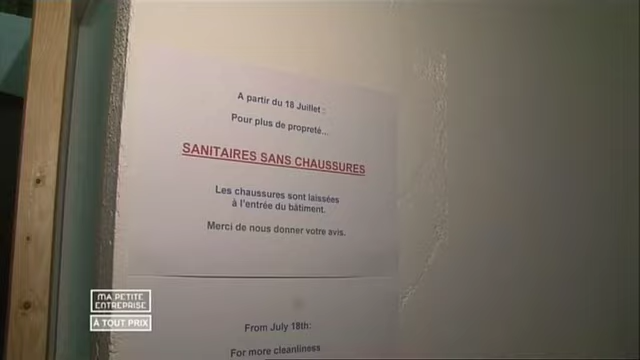 A partir du 18 Juillet :
Pour plus de propreté...
SANITAIRES SANS CHAUSSURES
Les chaussures sont laissées
à l'entrée du bâtiment.
Merci de nous donner votre avis.
From July 18th:
For more cleanliness
MA PETITE
ENTREPRISE
À TOUT PRIX